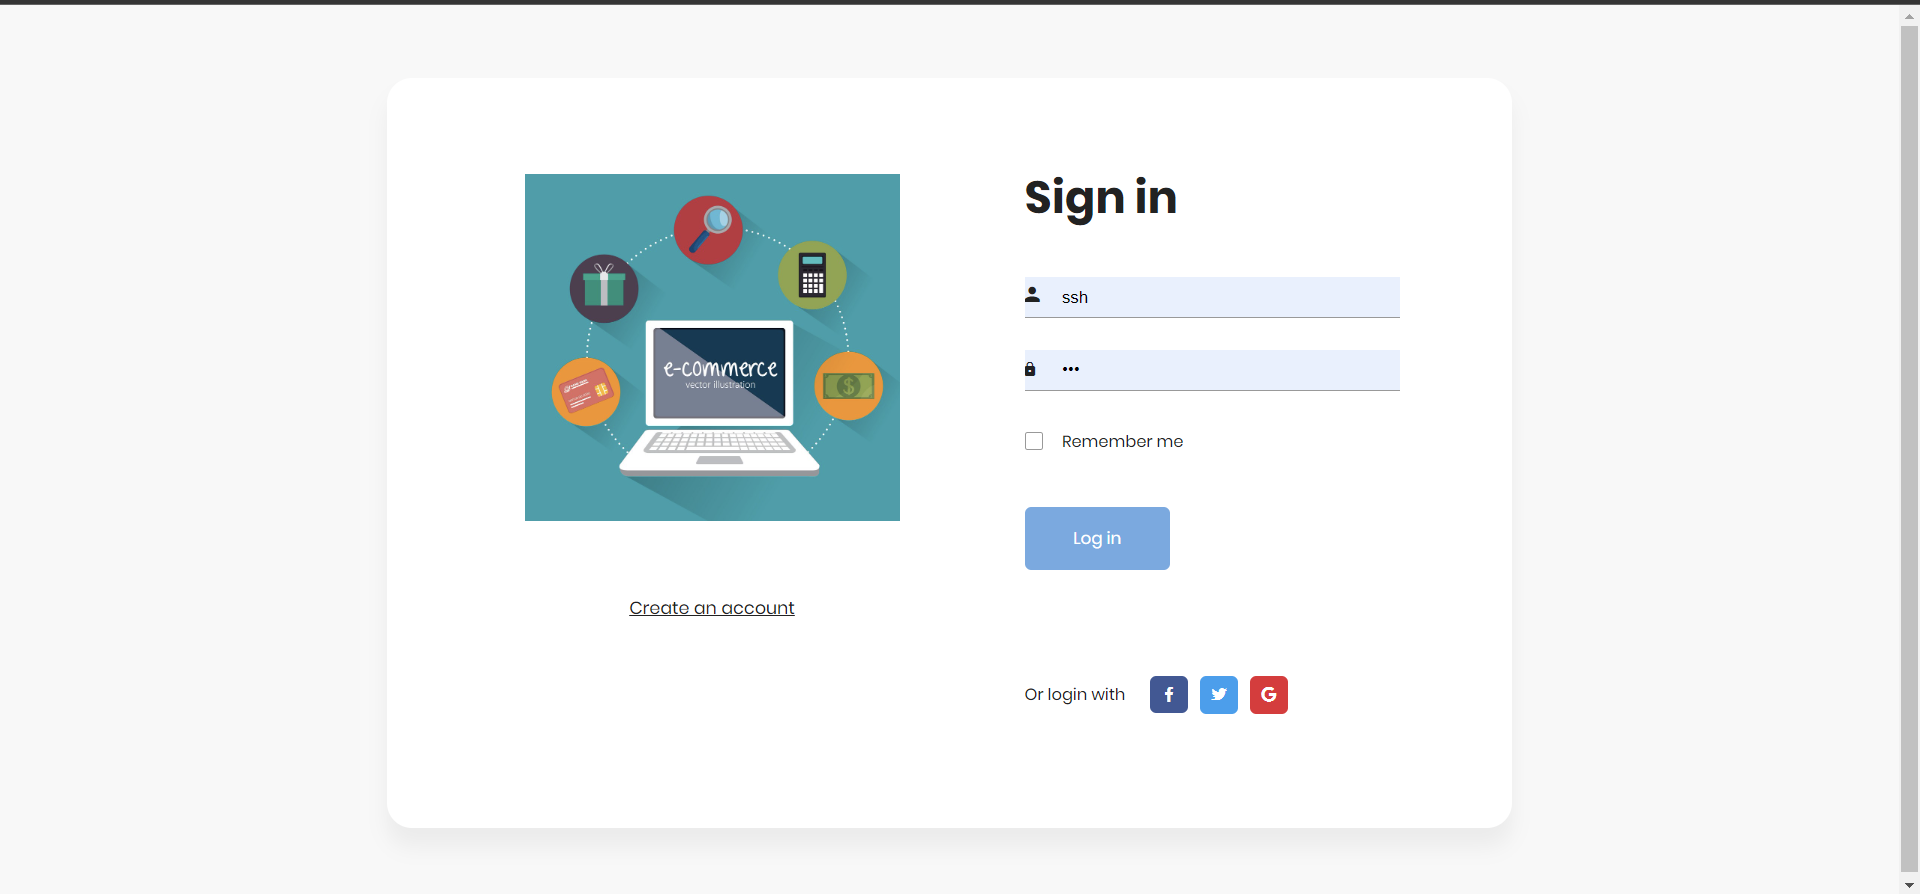 e-commerce
vector illustration
Create an account
Sign in
ssh
•••
Remember me
Log in
Or login with